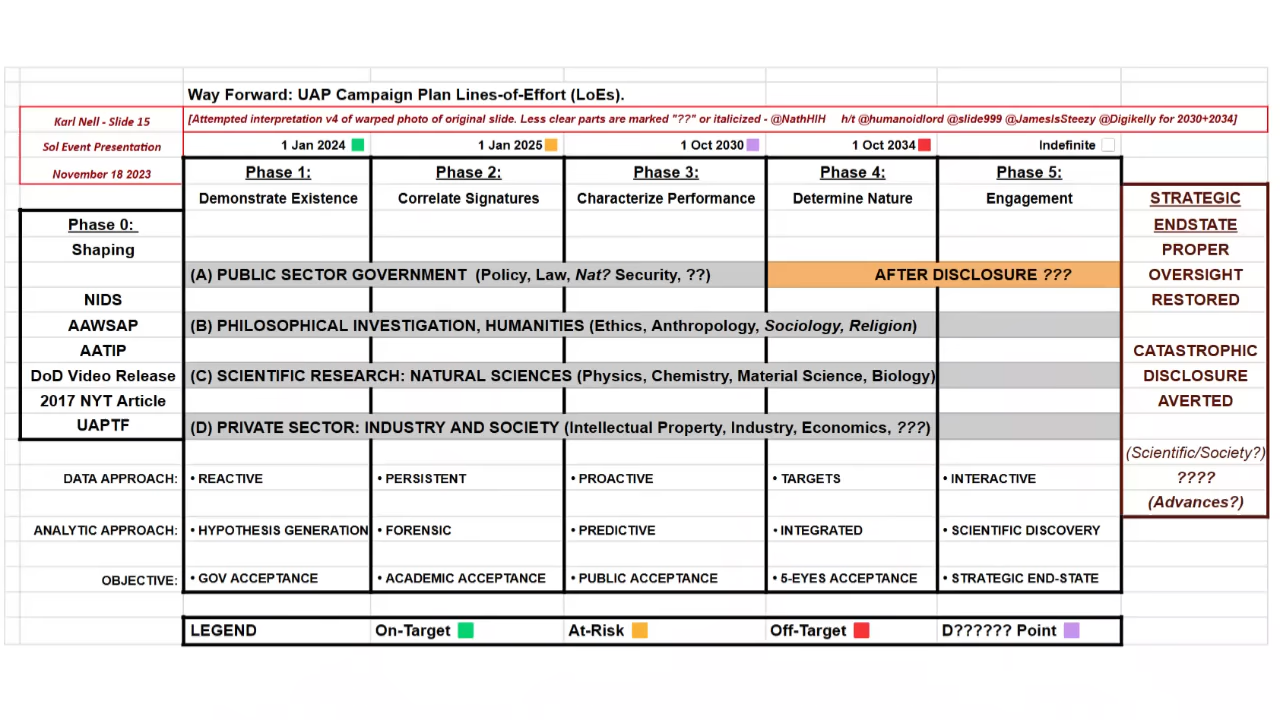 Way Forward: UAP Campaign Plan Lines-of-Effort (LoEs).
Karl Nell - Slide 15
[Attempted interpretation v4 of warped photo of original slide. Less clear parts are marked "??" or italicized - @NathHIH h/t @humanoidlord @slide999 @JamesIsSteezy @Digikelly for 2030+2034]
Sol Event Presentation
1 Jan 2024 1 Jan 2025 1 Oct 2030 1 Oct 2034 Indefinite
November 18 2023
Phase 1: Phase 2: Phase 3: Phase 4: Phase 5:
Demonstrate Existence Correlate Signatures Characterize Performance Determine Nature Engagement
Phase 0:
Shaping
NIDS
AAWSAP
AATIP
DoD Video Release
2017 NYT Article
UAPTF
(A) PUBLIC SECTOR GOVERNMENT (Policy, Law, Nat? Security, ??) AFTER DISCLOSURE ???
(B) PHILOSOPHICAL INVESTIGATION, HUMANITIES (Ethics, Anthropology, Sociology, Religion)
(C) SCIENTIFIC RESEARCH: NATURAL SCIENCES (Physics, Chemistry, Material Science, Biology)
(D) PRIVATE SECTOR: INDUSTRY AND SOCIETY (Intellectual Property, Industry, Economics, ???)
STRATEGIC
ENDSTATE
PROPER
OVERSIGHT
RESTORED
CATASTROPHIC
DISCLOSURE
AVERTED
(Scientific/Society?)
????
(Advances?)
DATA APPROACH: • REACTIVE • PERSISTENT • PROACTIVE • TARGETS • INTERACTIVE
ANALYTIC APPROACH: • HYPOTHESIS GENERATION • FORENSIC • PREDICTIVE • INTEGRATED • SCIENTIFIC DISCOVERY
OBJECTIVE: • GOV ACCEPTANCE • ACADEMIC ACCEPTANCE • PUBLIC ACCEPTANCE • 5-EYES ACCEPTANCE • STRATEGIC END-STATE
LEGEND On-Target At-Risk Off-Target D?????? Point